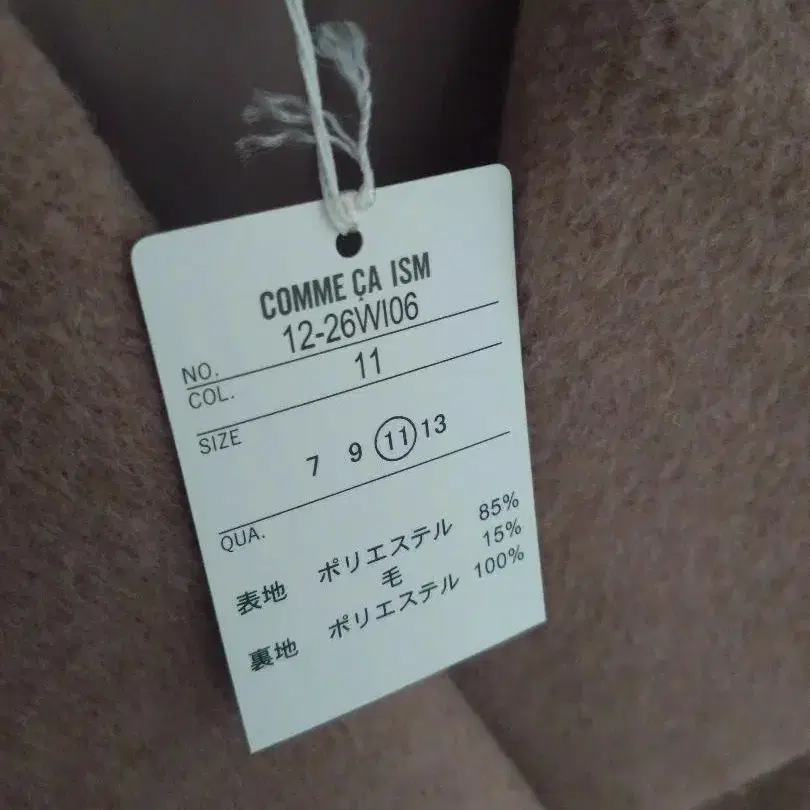 COMME ÇA ISM
NO. 12-26WI06
COL. 11
SIZE
7 9 11 13
QUA.
表地 ポリエステル 85%
毛 15%
裏地 ポリエステル 100%